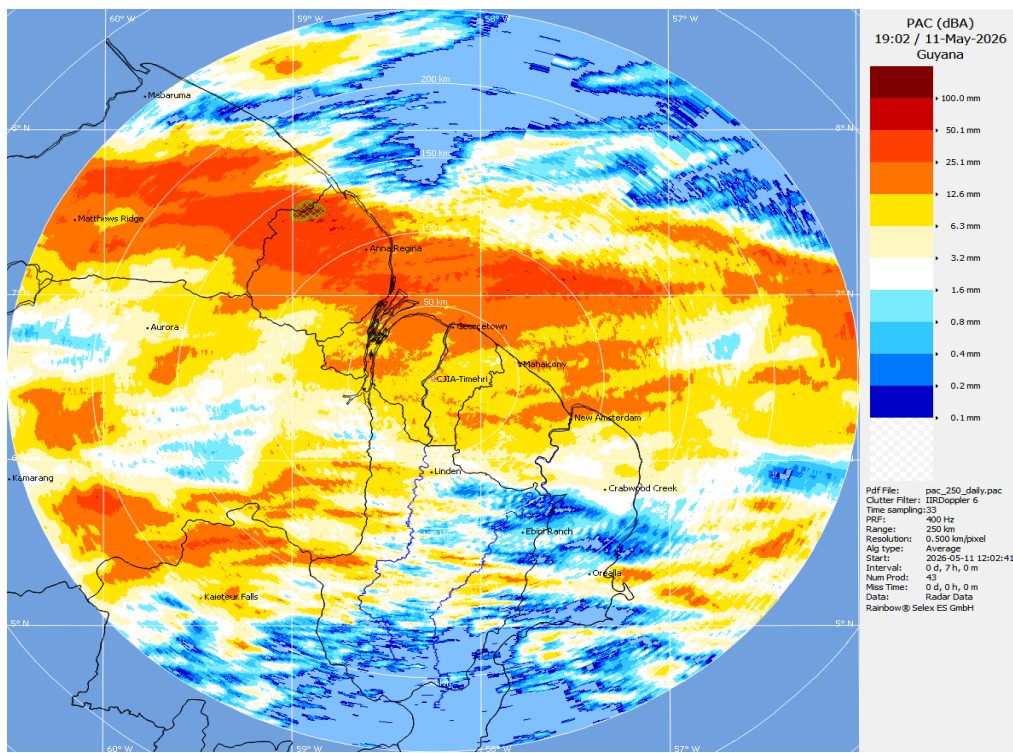 60° W
59° W
58° W
57° W
200 km
Mabaruma
8° N
150 km
Matthews Ridge
100 km
Anna Regina
7° N
7° N
50 km
Aurora
Georgetown
Mahaicony
CJIA-Timehri
New Amsterdam
Linden
Kamarang
Crabwood Creek
Ebini Ranch
Orealla
Kaieteur Falls
5° N
5° N
60° W
59° W
58° W
57° W
PAC (dBA)
19:02 / 11-May-2026
Guyana
100.0 mm
50.1 mm
25.1 mm
12.6 mm
6.3 mm
3.2 mm
1.6 mm
0.8 mm
0.4 mm
0.2 mm
0.1 mm
Pdf File: pac_250_daily.pac
Clutter Filter: IIRDoppler 6
Time sampling:33
PRF: 400 Hz
Range: 250 km
Resolution: 0.500 km/pixel
Alg type: Average
Start: 2026-05-11 12:02:41
Interval: 0 d, 7 h, 0 m
Num Prod: 43
Miss Time: 0 d, 0 h, 0 m
Data: Radar Data
Rainbow® Selex ES GmbH